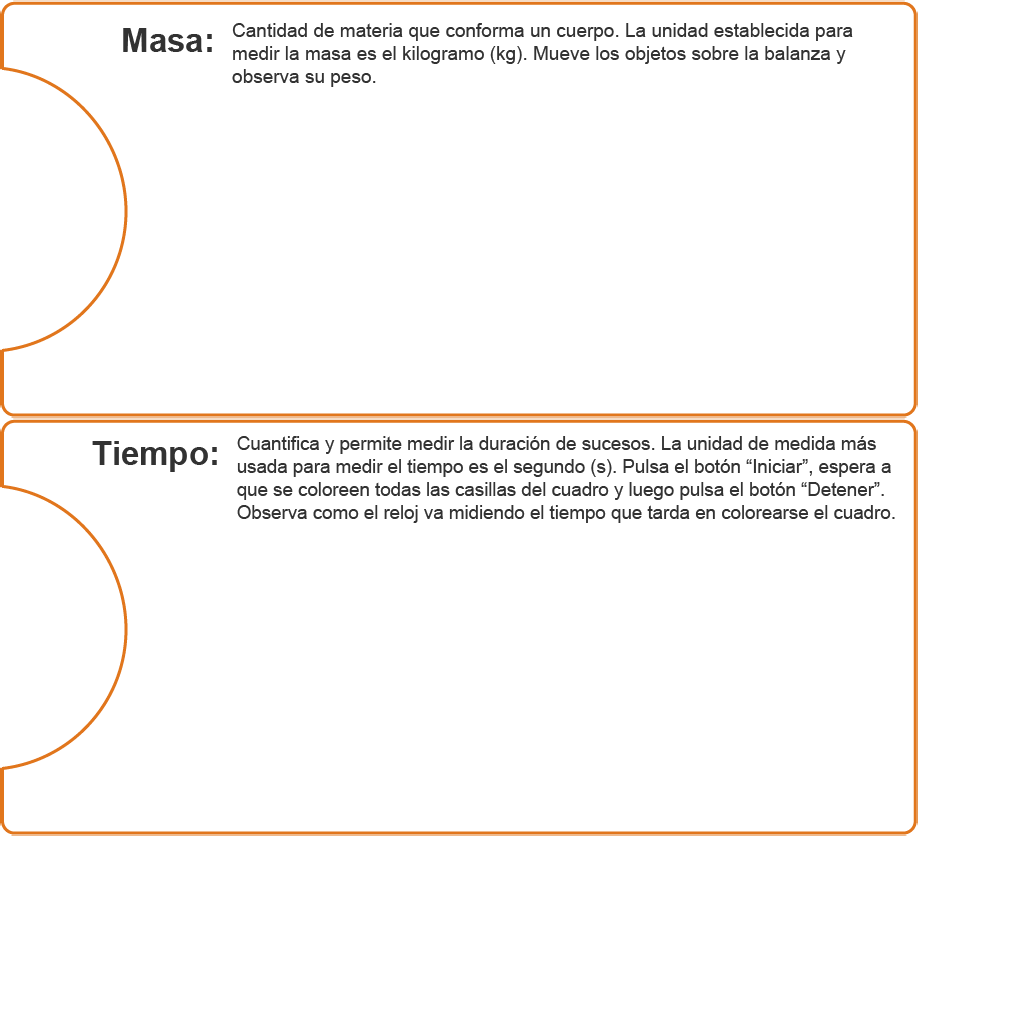 Masa:
Cantidad de materia que conforma un cuerpo. La unidad establecida para
medir la masa es el kilogramo (kg). Mueve los objetos sobre la balanza y
observa su peso.
Tiempo:
Cuantifica y permite medir la duración de sucesos. La unidad de medida más
usada para medir el tiempo es el segundo (s). Pulsa el botón “Iniciar”, espera a
que se coloreen todas las casillas del cuadro y luego pulsa el botón “Detener”.
Observa como el reloj va midiendo el tiempo que tarda en colorearse el cuadro.